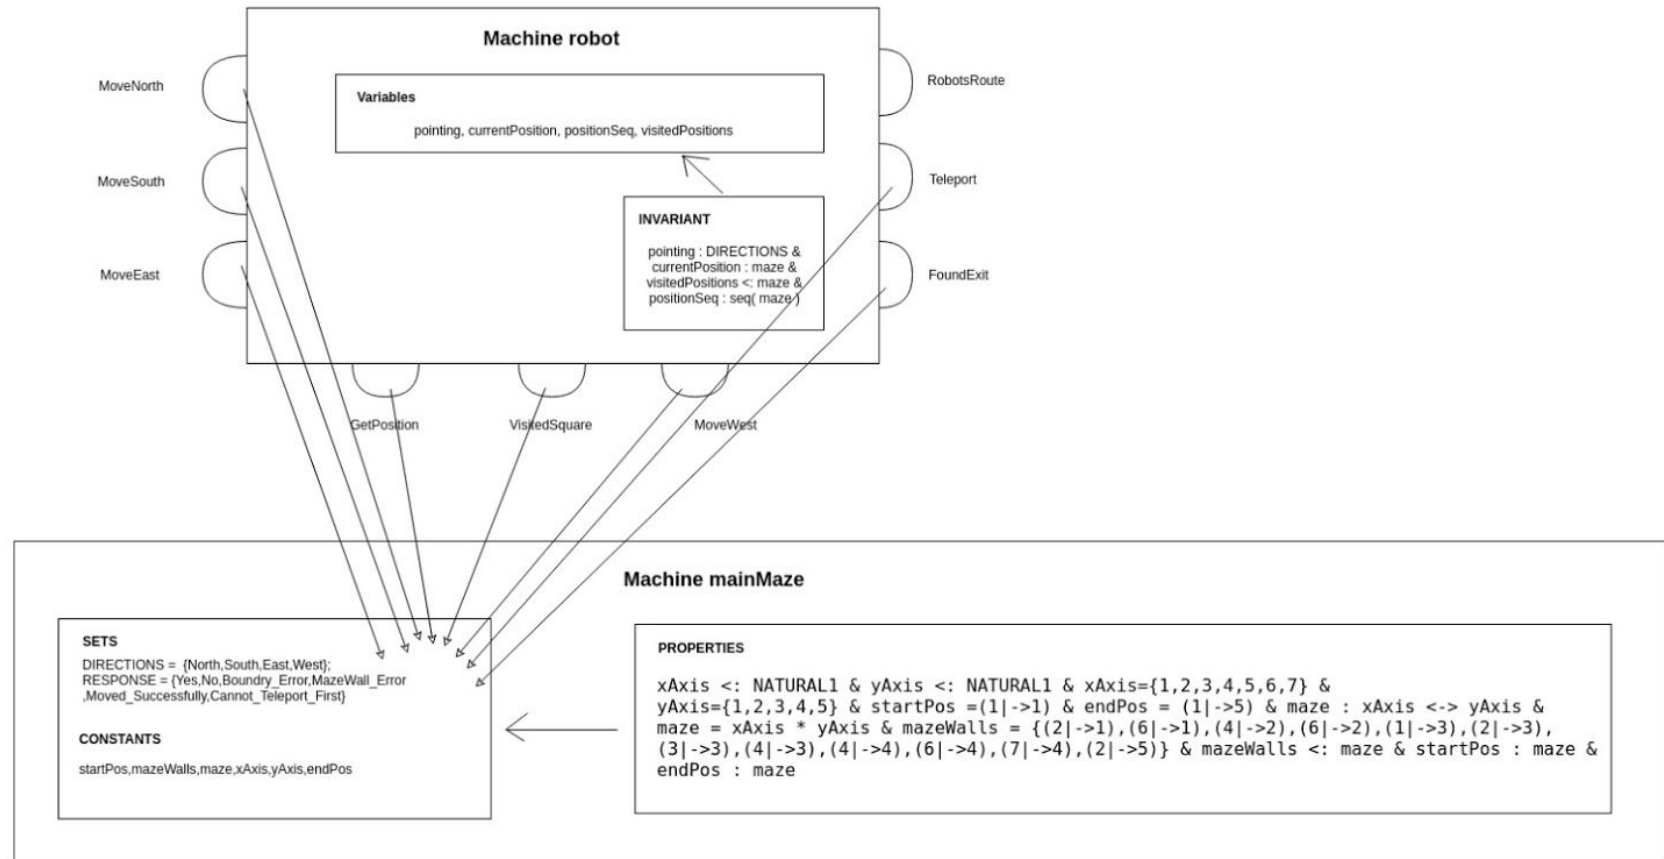 Machine robot
MoveNorth
RobotsRoute
Variables
pointing, currentPosition, positionSeq, visitedPositions
MoveSouth
Teleport
INVARIANT
pointing : DIRECTIONS &
currentPosition : maze &
visitedPositions <: maze &
positionSeq : seq( maze )
MoveEast
FoundExit
GetPosition
VisitedSquare
MoveWest
Machine mainMaze
SETS
DIRECTIONS = {North,South,East,West};
RESPONSE = {Yes,No,Boundry_Error,MazeWall_Error
,Moved_Successfully,Cannot_Teleport_First}
CONSTANTS
startPos,mazeWalls,maze,xAxis,yAxis,endPos
PROPERTIES
xAxis <: NATURAL1 & yAxis <: NATURAL1 & xAxis={1,2,3,4,5,6,7} &
yAxis={1,2,3,4,5} & startPos =(1|->1) & endPos = (1|->5) & maze : xAxis <-> yAxis &
maze = xAxis * yAxis & mazeWalls = {(2|->1),(6|->1),(4|->2),(6|->2),(1|->3),(2|->3),
(3|->3),(4|->3),(4|->4),(6|->4),(7|->4),(2|->5)} & mazeWalls <: maze & startPos : maze &
endPos : maze